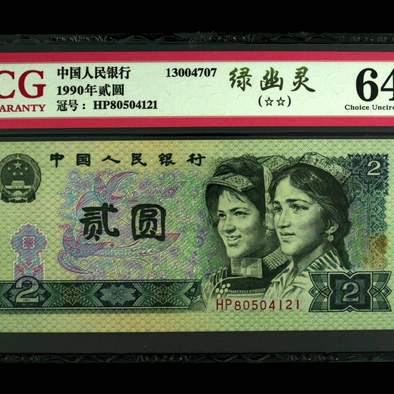 CG
ARANTY
中国人民银行
1990年贰圆
冠号：HP80504121
13004707
绿幽灵
(☆☆)
64
Choice Uncirc
中国人民银行
2
贰圆
HP80504121
2
2